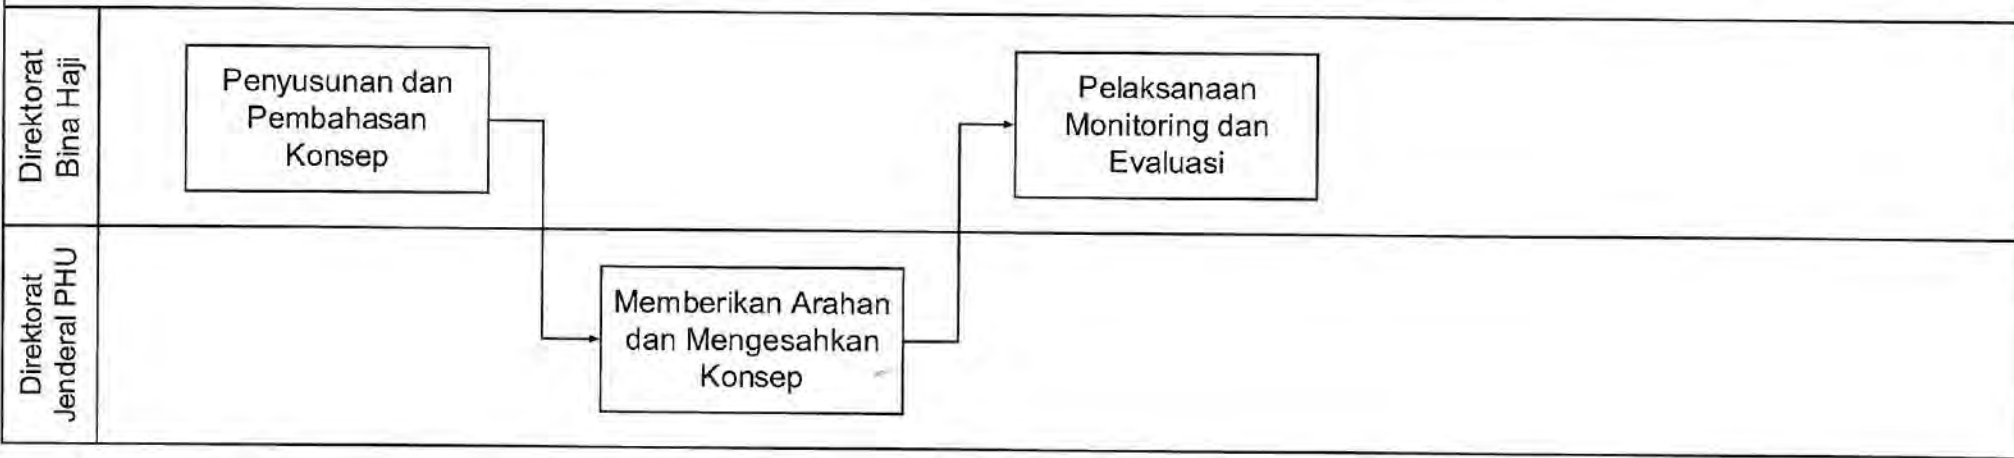 Direktorat
Bina Haji
Penyusunan dan
Pembahasan
Konsep
Pelaksanaan
Monitoring dan
Evaluasi
Direktorat
Jenderal PHU
Memberikan Arahan
dan Mengesahkan
Konsep